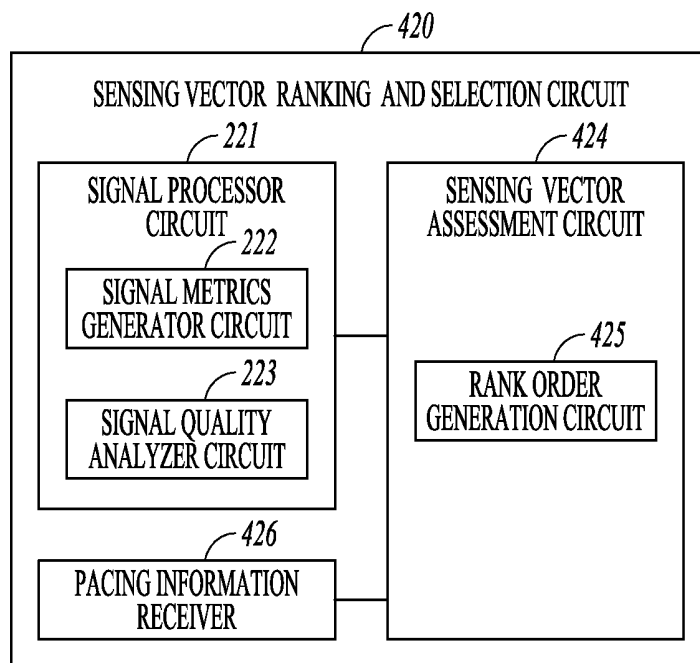 420
SENSING VECTOR RANKING AND SELECTION CIRCUIT
221
SIGNAL PROCESSOR
CIRCUIT
222
SIGNAL METRICS
GENERATOR CIRCUIT
223
SIGNAL QUALITY
ANALYZER CIRCUIT
426
PACING INFORMATION
RECEIVER
424
SENSING VECTOR
ASSESSMENT CIRCUIT
425
RANK ORDER
GENERATION CIRCUIT